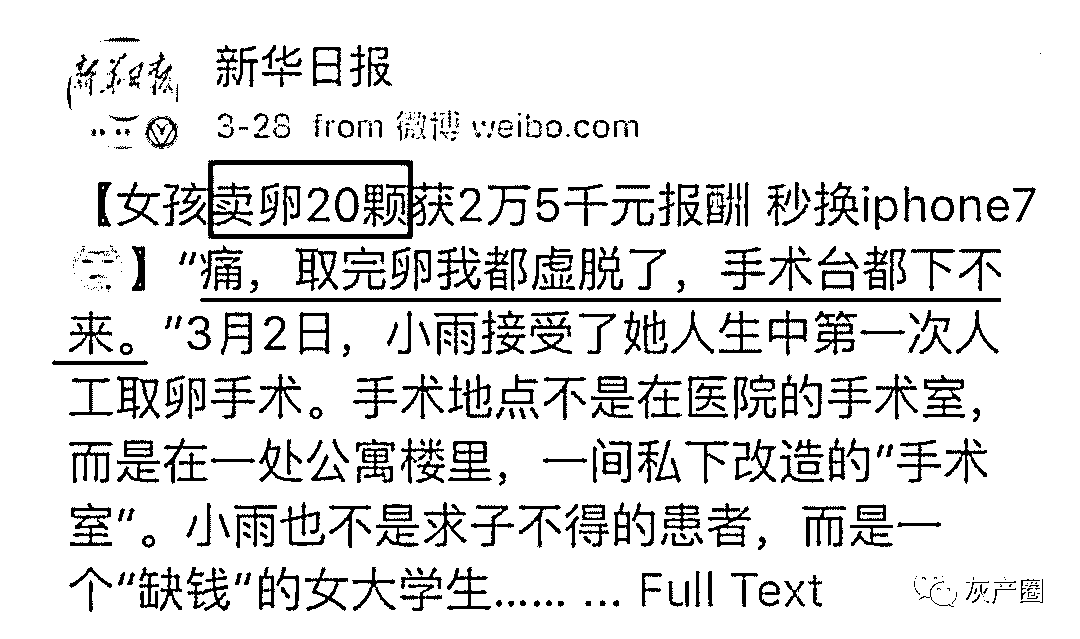 新华日报
新华日报
3-28 from 微博 weibo.com
【女孩卖卵20颗获2万5千元报酬 秒换iphone7
】“痛，取完卵我都虚脱了，手术台都下不
来。”3月2日，小雨接受了她人生中第一次人
工取卵手术。手术地点不是在医院的手术室，
而是在一处公寓楼里，一间私下改造的“手术
室”。小雨也不是求子不得的患者，而是一
个“缺钱”的女大学生…… ... Full Text
灰产圈